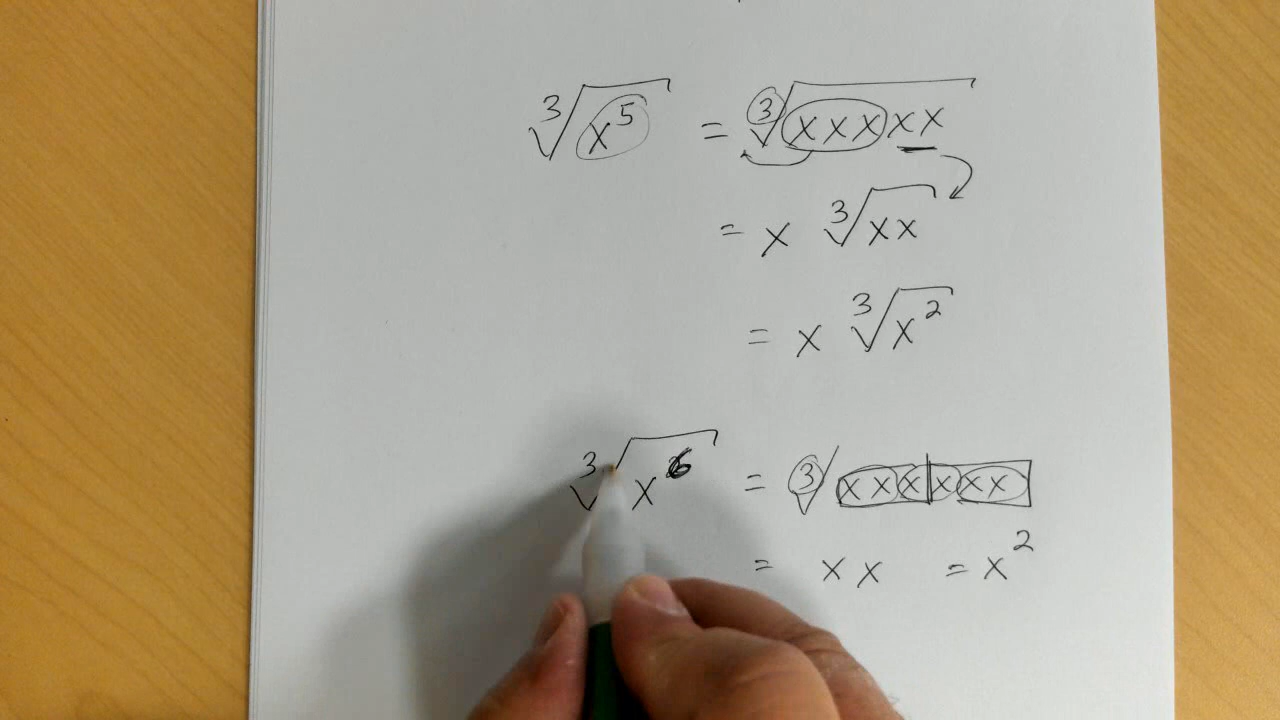 ∛x⁵ = ∛xxxxx
= x ∛xx
= x ∛x²
∛x⁶ = ∛xxxxxx
= xx = x²